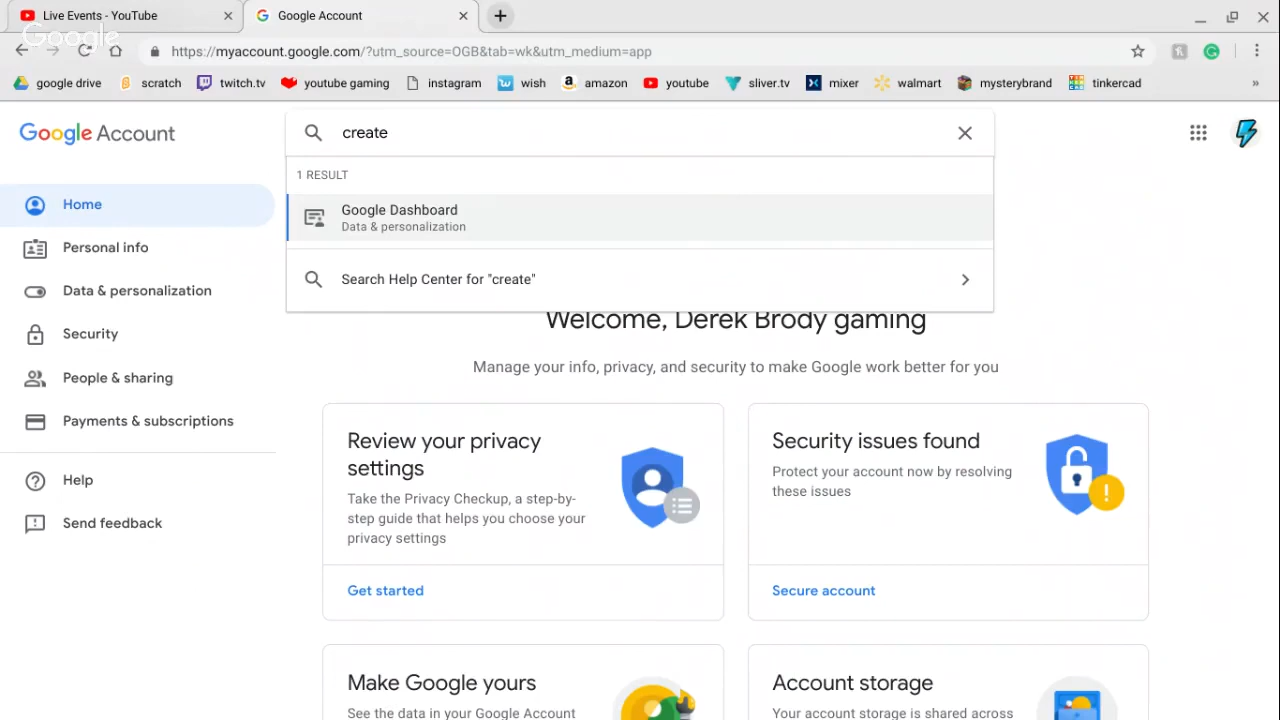 Live Events - YouTube
Google Account
Google
https://myaccount.google.com/?utm_source=OGB&tab=wk&utm_medium=app
google drive
scratch
twitch.tv
youtube gaming
instagram
wish
amazon
youtube
sliver.tv
mixer
walmart
mysterybrand
tinkercad
»
Google Account
create
1 RESULT
Google Dashboard
Data & personalization
Search Help Center for "create"
Home
Personal info
Data & personalization
Security
People & sharing
Payments & subscriptions
Help
Send feedback
Welcome, Derek Brody gaming
Manage your info, privacy, and security to make Google work better for you
Review your privacy
settings
Take the Privacy Checkup, a step-by-
step guide that helps you choose your
privacy settings
Get started
Security issues found
Protect your account now by resolving
these issues
Secure account
Make Google yours
See the data in your Google Account
Account storage
Your account storage is shared across